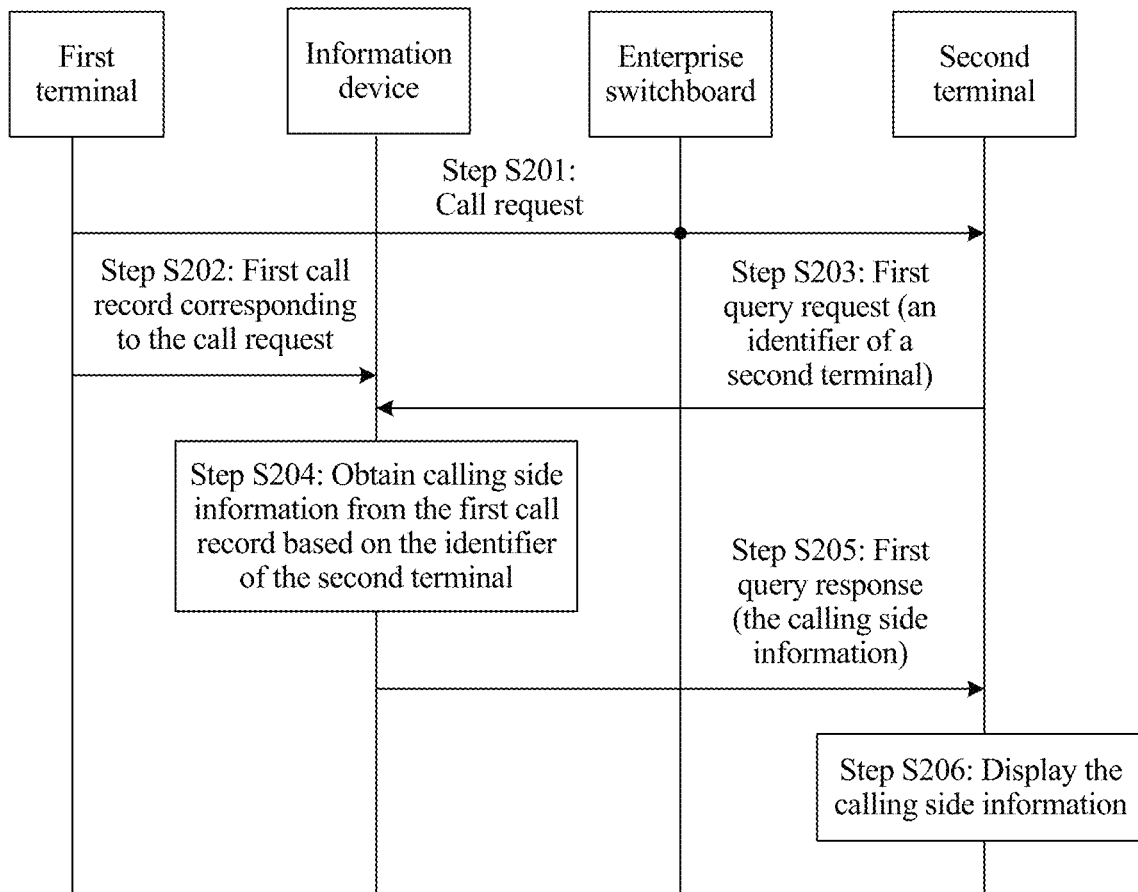 First
terminal
Information
device
Enterprise
switchboard
Second
terminal
Step S201:
Call request
Step S202: First call
record corresponding
to the call request
Step S203: First
query request (an
identifier of a
second terminal)
Step S204: Obtain calling side
information from the first call
record based on the identifier
of the second terminal
Step S205: First
query response
(the calling side
information)
Step S206: Display the
calling side information